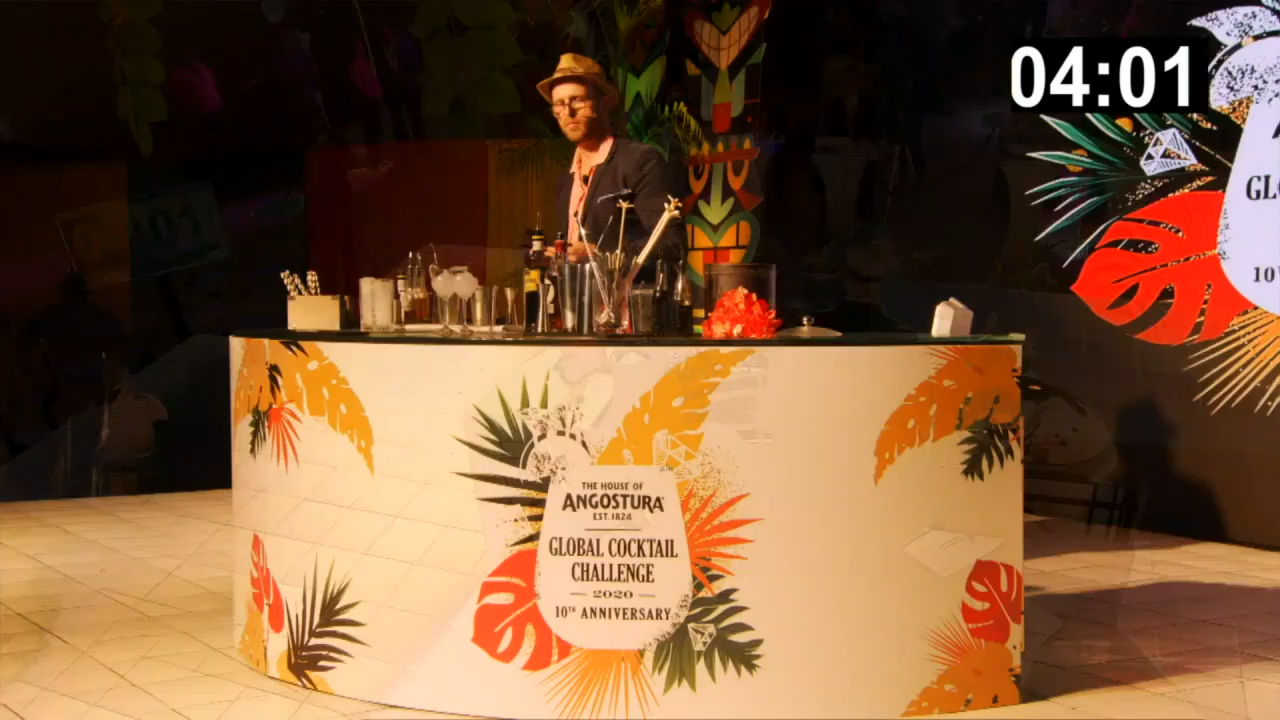 04:01
GL
10
THE HOUSE OF
ANGOSTURA
EST. 1824
GLOBAL COCKTAIL
CHALLENGE
2020
10TH ANNIVERSARY